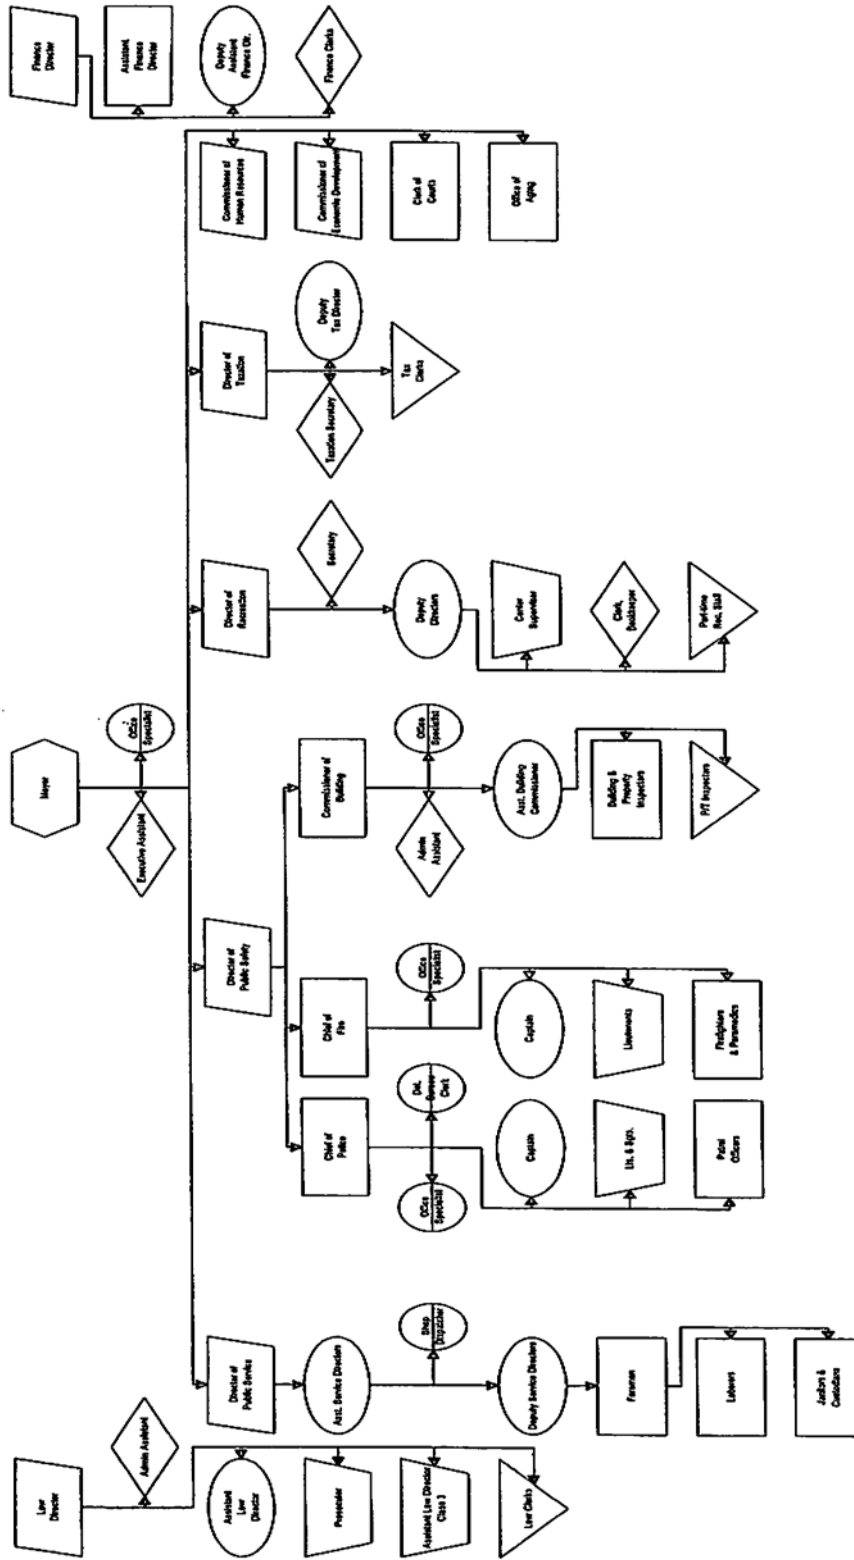 Law
Director
Admin Assistant
Assistant
Law
Director
Prosecutor
Assistant Law Director
Class 3
Law Clerks
Mayor
Executive Assistant
Office
Specialist
Director of
Public Service
Asst. Service Directors
Shop
Dispatcher
Deputy Service Directors
Foreman
Laborers
Janitors &
Custodians
Director of
Public Safety
Chief of
Police
Office
Specialist
Det.
Bureau
Clerk
Captain
Lts. & Sgts.
Patrol
Officers
Chief of
Fire
Office
Specialist
Captain
Lieutenants
Firefighters
& Paramedics
Commissioner of
Building
Admin
Assistant
Office
Specialist
Asst. Building
Commissioner
Building &
Property
Inspectors
P/T Inspectors
Director of
Recreation
Secretary
Deputy
Directors
Center
Supervisor
Clerk,
Bookkeeper
Part-time
Rec. Staff
Director of
Taxation
Taxation Secretary
Deputy
Tax Director
Tax
Clerks
Commissioner of
Human Resources
Commissioner of
Economic Development
Clerk of
Courts
Office of
Aging
Finance
Director
Assistant
Finance
Director
Deputy
Assistant
Finance Dir.
Finance Clerks